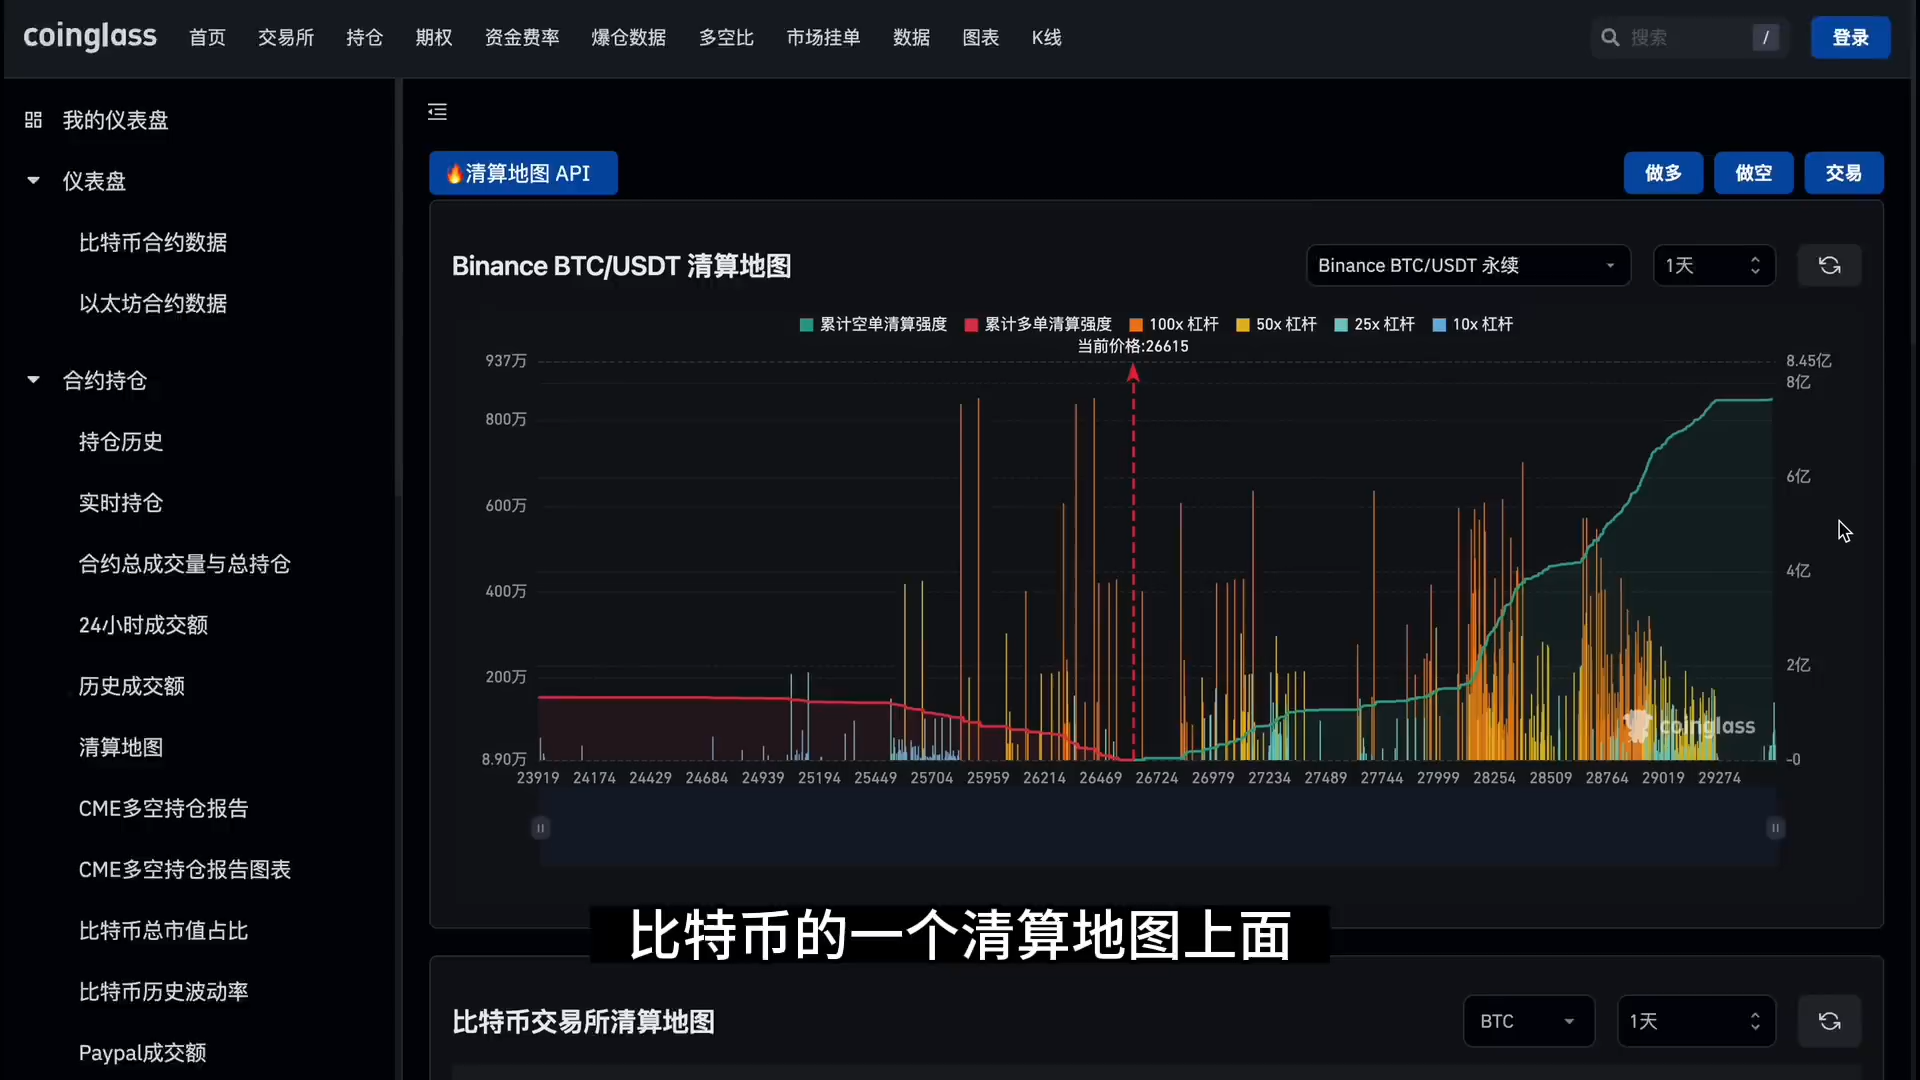 coinglass 首页 交易所 持仓 期权 资金费率 爆仓数据 多空比 市场挂单 数据 图表 K线 搜索 / 登录
我的仪表盘
仪表盘
比特币合约数据
以太坊合约数据
合约持仓
持仓历史
实时持仓
合约总成交量与总持仓
24小时成交额
历史成交额
清算地图
CME多空持仓报告
CME多空持仓报告图表
比特币总市值占比
比特币历史波动率
Paypal成交额
🔥清算地图 API
做多 做空 交易
Binance BTC/USDT 清算地图
Binance BTC/USDT 永续 1天
累计空单清算强度 累计多单清算强度 100x 杠杆 50x 杠杆 25x 杠杆 10x 杠杆
当前价格:26615
937万
800万
600万
400万
200万
8.90万
8.45亿
8亿
6亿
4亿
2亿
-0
coinglass
23919 24174 24429 24684 24939 25194 25449 25704 25959 26214 26469 26724 26979 27234 27489 27744 27999 28254 28509 28764 29019 29274
比特币的一个清算地图上面
比特币交易所清算地图
BTC 1天